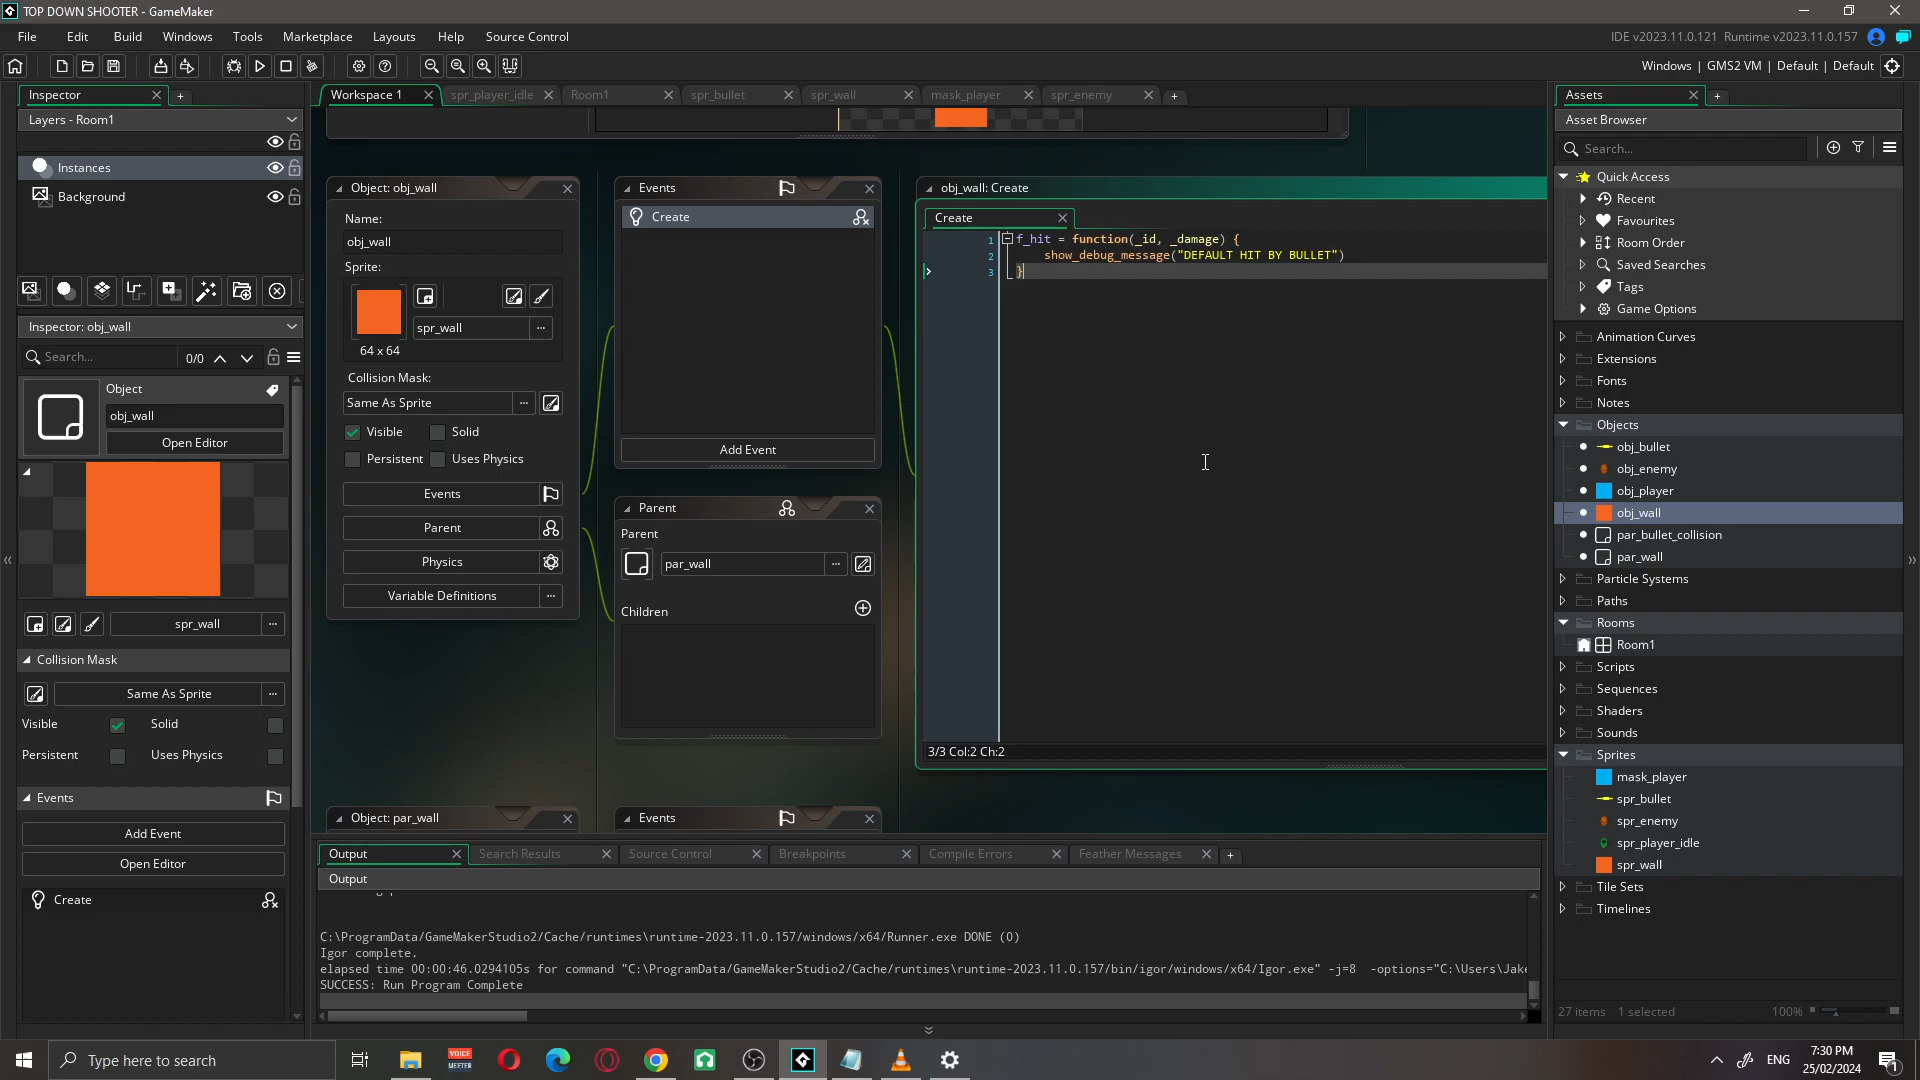 TOP DOWN SHOOTER - GameMaker
File Edit Build Windows Tools Marketplace Layouts Help Source Control
IDE v2023.11.0.121 Runtime v2023.11.0.157
Windows | GMS2 VM | Default | Default
Inspector
Layers - Room1
Instances
Background
Inspector: obj_wall
Search... 0/0
Object
obj_wall
Open Editor
spr_wall
Collision Mask
Same As Sprite
Visible Solid
Persistent Uses Physics
Events
Add Event
Open Editor
Create
Workspace 1 spr_player_idle Room1 spr_bullet spr_wall mask_player spr_enemy
Object: obj_wall
Name:
obj_wall
Sprite:
spr_wall
64 x 64
Collision Mask:
Same As Sprite
Visible Solid
Persistent Uses Physics
Events
Parent
Physics
Variable Definitions
Events
Create
Add Event
Parent
Parent
par_wall
Children
obj_wall: Create
Create
1 f_hit = function(_id, _damage) {
2 show_debug_message("DEFAULT HIT BY BULLET")
3 }
3/3 Col:2 Ch:2
Object: par_wall
Events
Output Search Results Source Control Breakpoints Compile Errors Feather Messages
Output
C:\ProgramData/GameMakerStudio2/Cache/runtimes\runtime-2023.11.0.157/windows/x64/Runner.exe DONE (0)
Igor complete.
elapsed time 00:00:46.0294105s for command "C:\ProgramData/GameMakerStudio2/Cache/runtimes\runtime-2023.11.0.157/bin/igor/windows/x64/Igor.exe" -j=8 -options="C:\Users\Jake
SUCCESS: Run Program Complete
Assets
Asset Browser
Search...
Quick Access
Recent
Favourites
Room Order
Saved Searches
Tags
Game Options
Animation Curves
Extensions
Fonts
Notes
Objects
obj_bullet
obj_enemy
obj_player
obj_wall
par_bullet_collision
par_wall
Particle Systems
Paths
Rooms
Room1
Scripts
Sequences
Shaders
Sounds
Sprites
mask_player
spr_bullet
spr_enemy
spr_player_idle
spr_wall
Tile Sets
Timelines
27 items 1 selected 100%
Type here to search
VOICE
MEETER
ENG
7:30 PM
25/02/2024
1